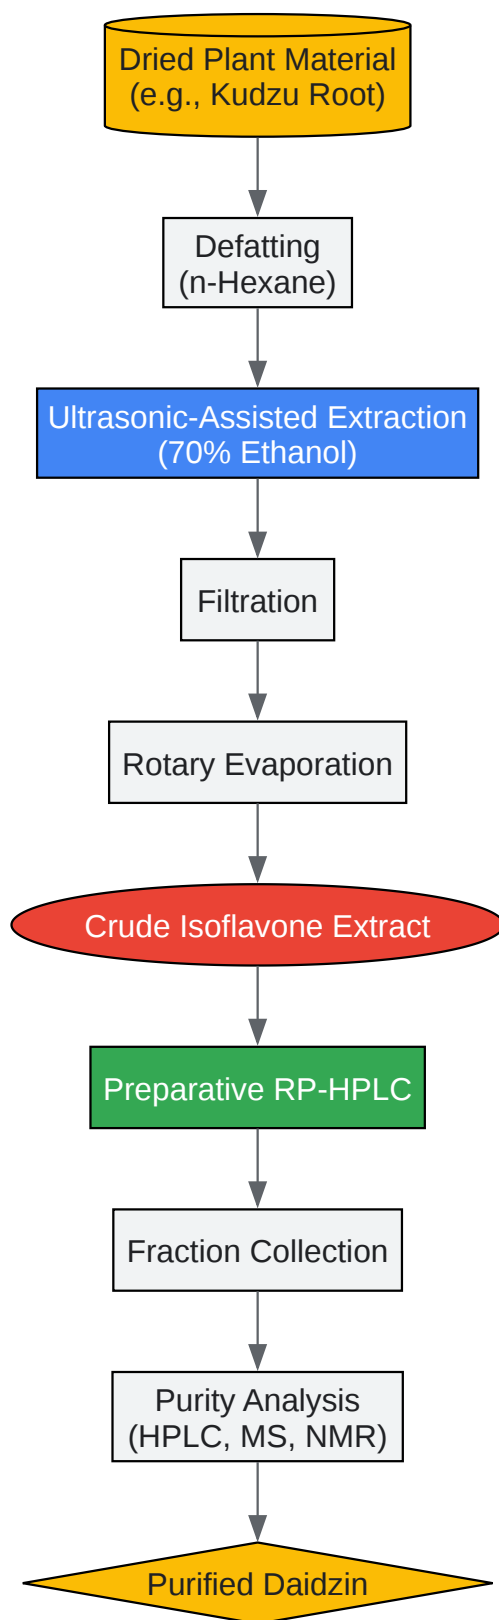 Dried Plant Material
(e.g., Kudzu Root)
Defatting
(n-Hexane)
Ultrasonic-Assisted Extraction
(70% Ethanol)
Filtration
Rotary Evaporation
Crude Isoflavone Extract
Preparative RP-HPLC
Fraction Collection
Purity Analysis
(HPLC, MS, NMR)
Purified Daidzin